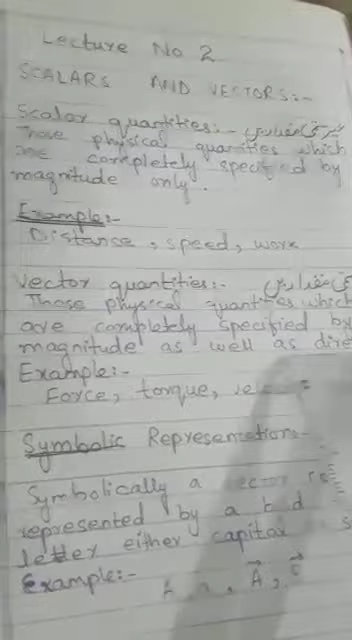 Lecture No 2
SCALARS AND VECTORS:-
Scalar quantities:-
Those physical quantities which
are completely specified by
magnitude only.
Example:-
Distance, speed, work
Vector quantities:-
Those physical quantities which
are completely specified by
magnitude as well as dire
Example:-
Force, torque,
Symbolic Representation
Symbolically a
represented by a
letter either capital
Example:-
A, a, A⃗,